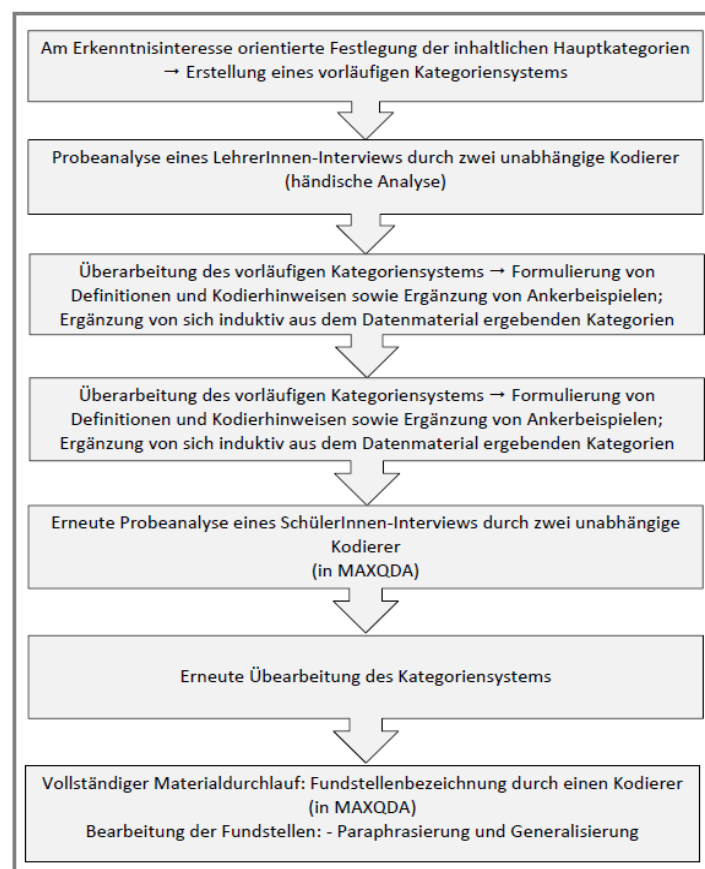 Am Erkenntnisinteresse orientierte Festlegung der inhaltlichen Hauptkategorien
→ Erstellung eines vorläufigen Kategoriensystems
Probeanalyse eines LehrerInnen-Interviews durch zwei unabhängige Kodierer
(händische Analyse)
Überarbeitung des vorläufigen Kategoriensystems → Formulierung von
Definitionen und Kodierhinweisen sowie Ergänzung von Ankerbeispielen;
Ergänzung von sich induktiv aus dem Datenmaterial ergebenden Kategorien
Überarbeitung des vorläufigen Kategoriensystems → Formulierung von
Definitionen und Kodierhinweisen sowie Ergänzung von Ankerbeispielen;
Ergänzung von sich induktiv aus dem Datenmaterial ergebenden Kategorien
Erneute Probeanalyse eines SchülerInnen-Interviews durch zwei unabhängige
Kodierer
(in MAXQDA)
Erneute Übearbeitung des Kategoriensystems
Vollständiger Materialdurchlauf: Fundstellenbezeichnung durch einen Kodierer
(in MAXQDA)
Bearbeitung der Fundstellen: - Paraphrasierung und Generalisierung